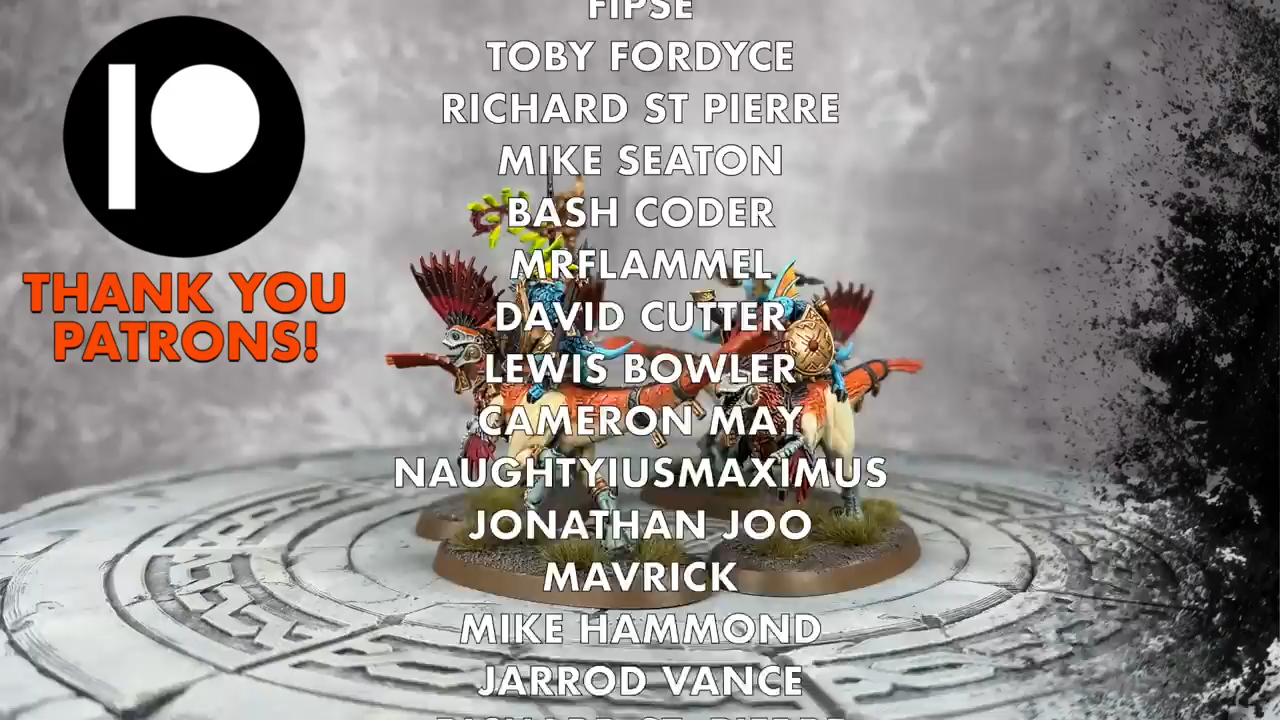 FIPSE
TOBY FORDYCE
RICHARD ST PIERRE
MIKE SEATON
BASH CODER
MRFLAMMEL
DAVID CUTTER
LEWIS BOWLER
CAMERON MAY
NAUGHTYIUSMAXIMUS
JONATHAN JOO
MAVRICK
MIKE HAMMOND
JARROD VANCE
THANK YOU
PATRONS!